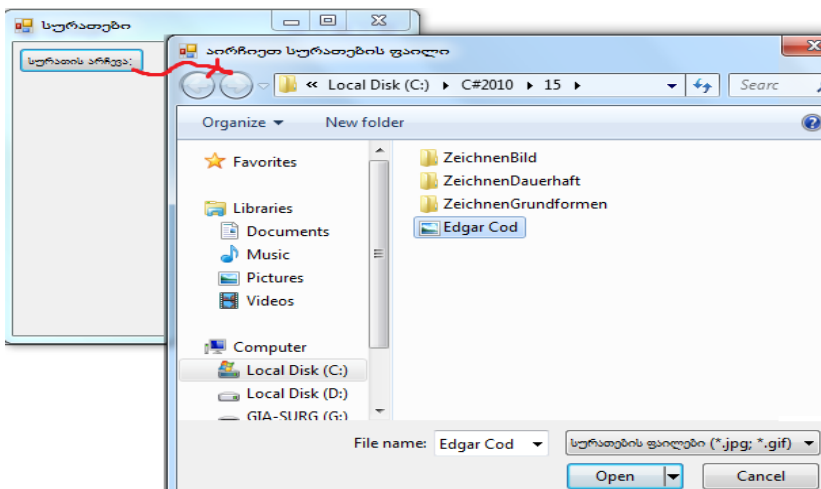 სურათები
სურათის არჩევა:
აირჩიეთ სურათების ფაილი
« Local Disk (C:) ▸ C#2010 ▸ 15 ▸
Searc
Organize
New folder
Favorites
Libraries
Documents
Music
Pictures
Videos
Computer
Local Disk (C:)
Local Disk (D:)
GIA-SURG (G:)
ZeichnenBild
ZeichnenDauerhaft
ZeichnenGrundformen
Edgar Cod
File name: Edgar Cod
სურათების ფაილები (*.jpg; *.gif)
Open
Cancel